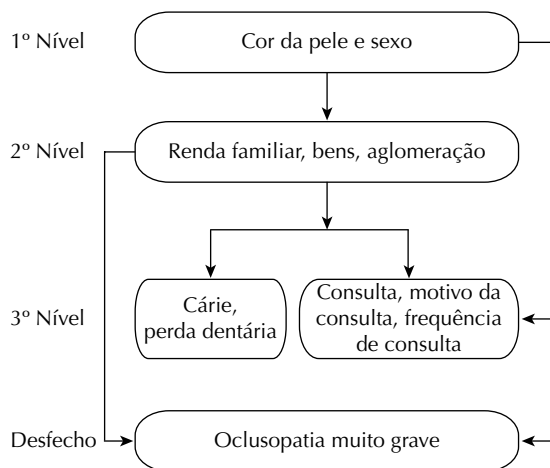 1º Nível
Cor da pele e sexo
2º Nível
Renda familiar, bens, aglomeração
3º Nível
Cárie,
perda dentária
Consulta, motivo da
consulta, frequência
de consulta
Desfecho
Oclusopatia muito grave